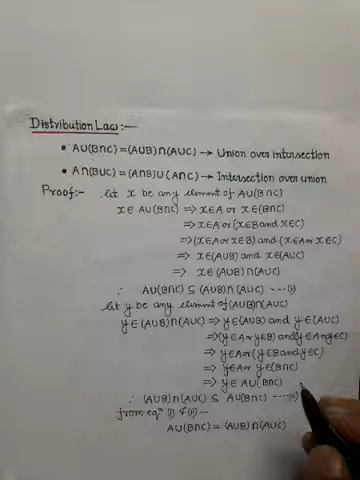 Distribution Law:—
• A∪(B∩C)=(A∪B)∩(A∪C) → Union over intersection
• A∩(B∪C)=(A∩B)∪(A∩C) → Intersection over union
Proof:- let x be any element of A∪(B∩C)
x∈ A∪(B∩C) ⇒ x∈A or x∈(B∩C)
⇒ x∈A or (x∈B and x∈C)
⇒ (x∈A or x∈B) and (x∈A or x∈C)
⇒ x∈(A∪B) and x∈(A∪C)
⇒ x∈(A∪B)∩(A∪C)
∴ A∪(B∩C) ⊆ (A∪B)∩(A∪C) ----(i)
let y be any element of (A∪B)∩(A∪C)
y∈(A∪B)∩(A∪C) ⇒ y∈(A∪B) and y∈(A∪C)
⇒ (y∈A or y∈B) and (y∈A or y∈C)
⇒ y∈A or (y∈B and y∈C)
⇒ y∈A or y∈(B∩C)
⇒ y∈ A∪(B∩C)
∴ (A∪B)∩(A∪C) ⊆ A∪(B∩C) ----(ii)
from eqⁿ (i) & (ii)—
A∪(B∩C) = (A∪B)∩(A∪C)